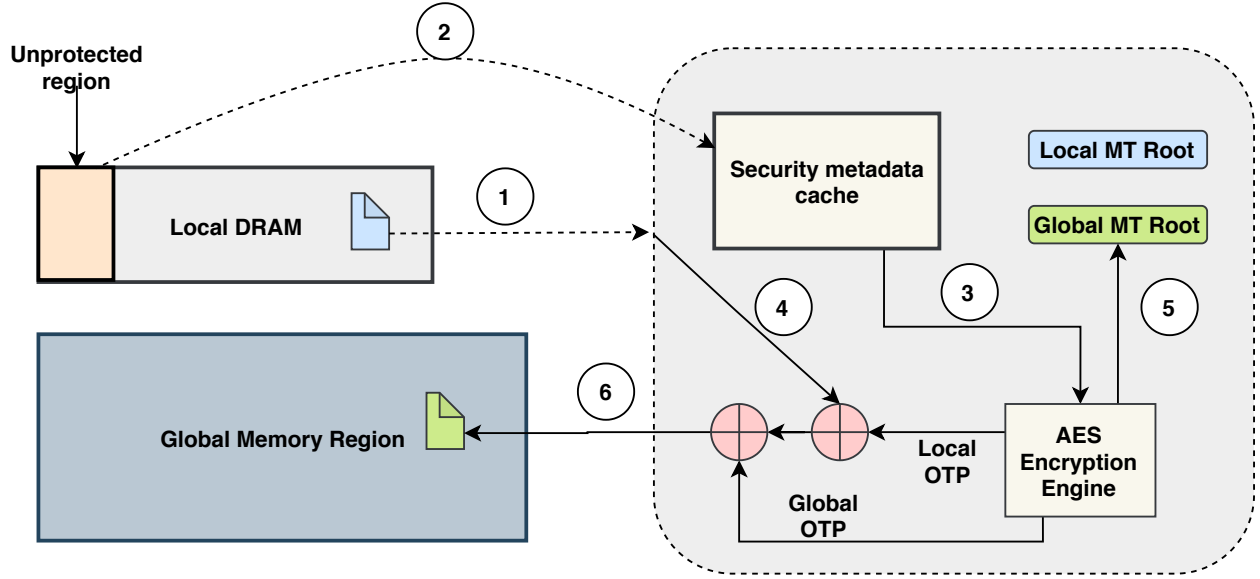 2
Unprotected
region
1
Local DRAM
Security metadada
cache
Local MT Root
Global MT Root
3
4
5
6
Global Memory Region
Local
OTP
AES
Encryption
Engine
Global
OTP